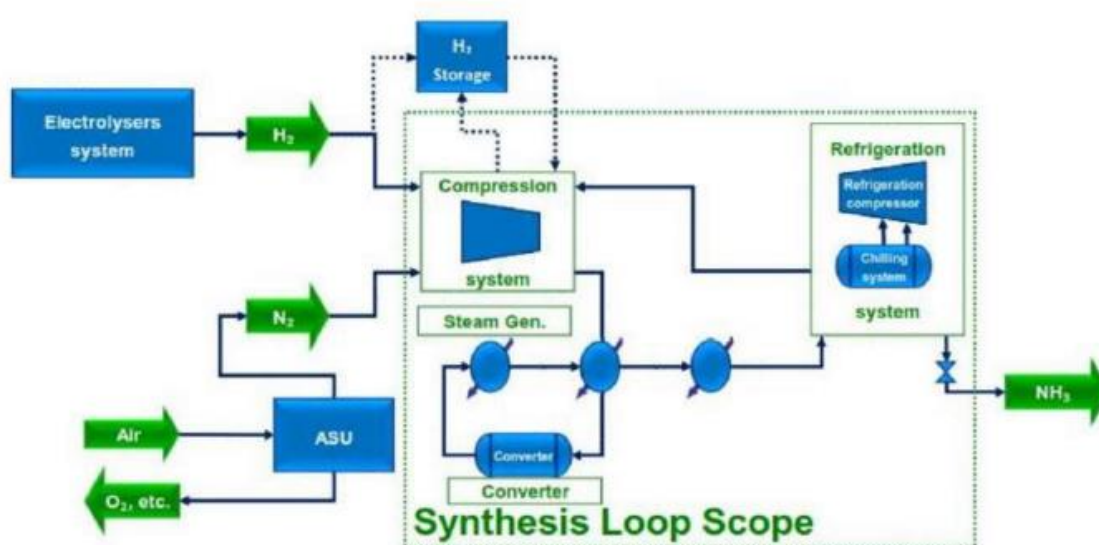 H₂
Storage
Electrolysers
system
H₂
Refrigeration
Refrigeration
compressor
Chilling
system
system
Compression
system
N₂
Steam Gen.
Air
ASU
O₂, etc.
NH₃
Converter
Converter
Synthesis Loop Scope